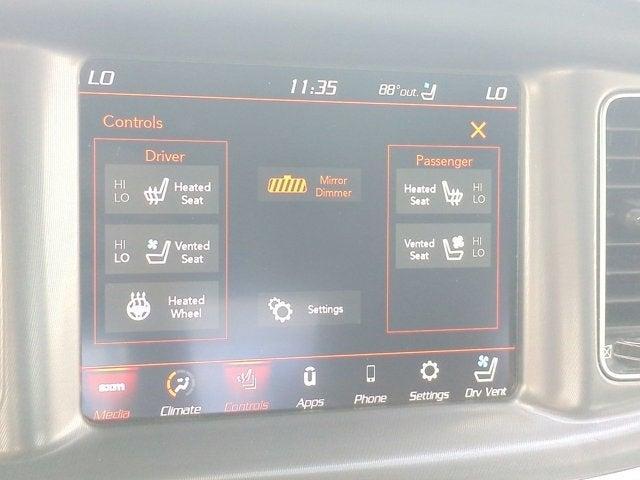 LO 11:35 88°out. LO
Controls
Driver
HI
LO
Heated
Seat
HI
LO
Vented
Seat
Heated
Wheel
Mirror
Dimmer
Settings
Passenger
Heated
Seat
HI
LO
Vented
Seat
HI
LO
sxm
Media
Climate
Controls
Apps
Phone
Settings
Drv Vent